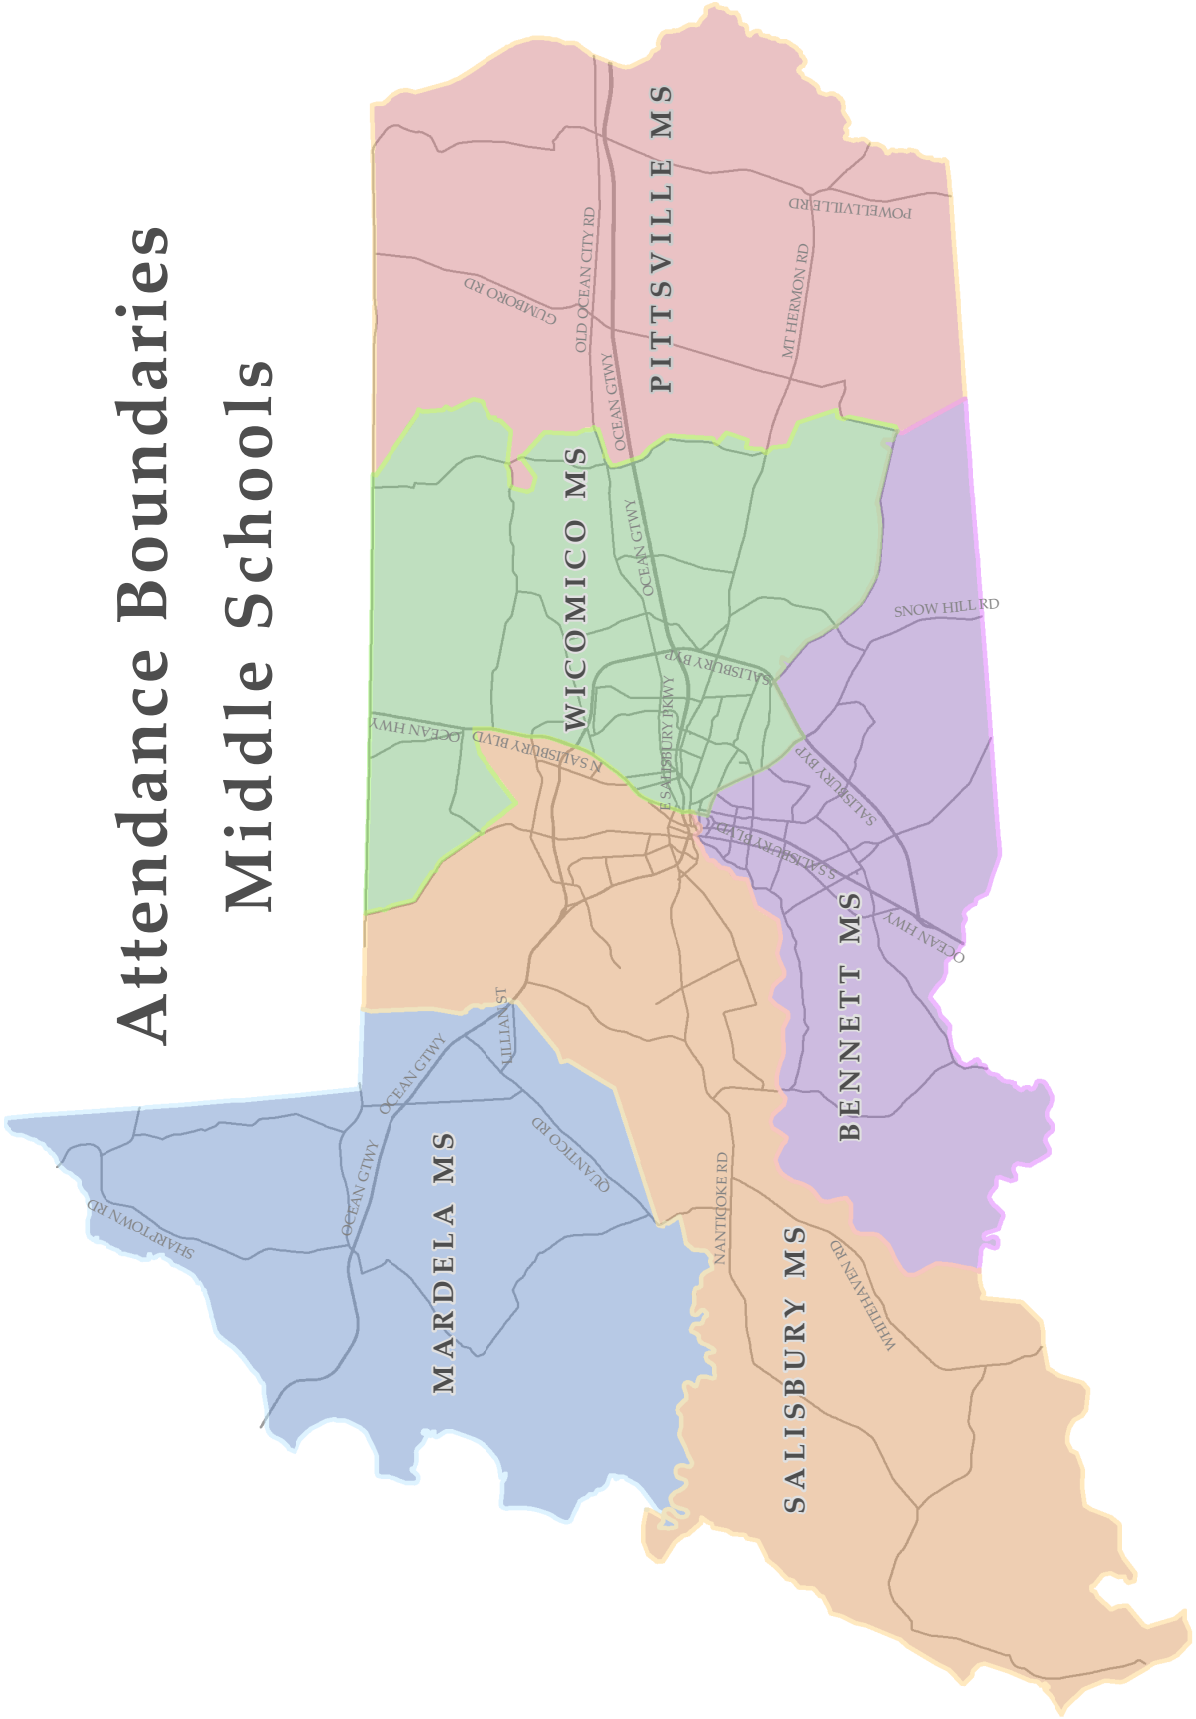 Attendance Boundaries
Middle Schools
SHARPTOWN RD
OCEAN GTWY
OCEAN GTWY
LILLIAN ST
QUANTICO RD
MARDELA MS
OCEAN HWY
N SALISBURY BLVD
WICOMICO MS
OCEAN GTWY
SALISBURY BYP
E SALISBURY PKWY
GUMBORO RD
OLD OCEAN CITY RD
OCEAN GTWY
PITTSVILLE MS
MT HERMON RD
POWELLVILLE RD
SNOW HILL RD
SALISBURY BYP
S SALISBURY BLVD
OCEAN HWY
BENNETT MS
NANTICOKE RD
WHITEHAVEN RD
SALISBURY MS